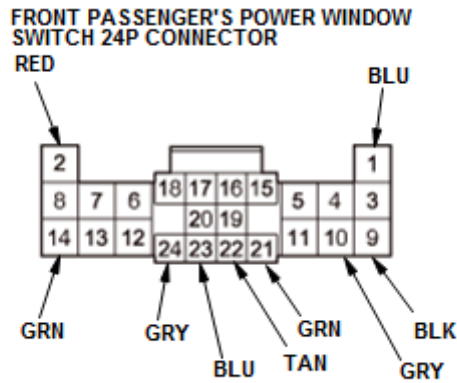 FRONT PASSENGER'S POWER WINDOW
SWITCH 24P CONNECTOR
RED
BLU
2
1
8 7 6 18 17 16 15 5 4 3
20 19
14 13 12 24 23 22 21 11 10 9
GRN
GRY
BLU
TAN
GRN
GRY
BLK